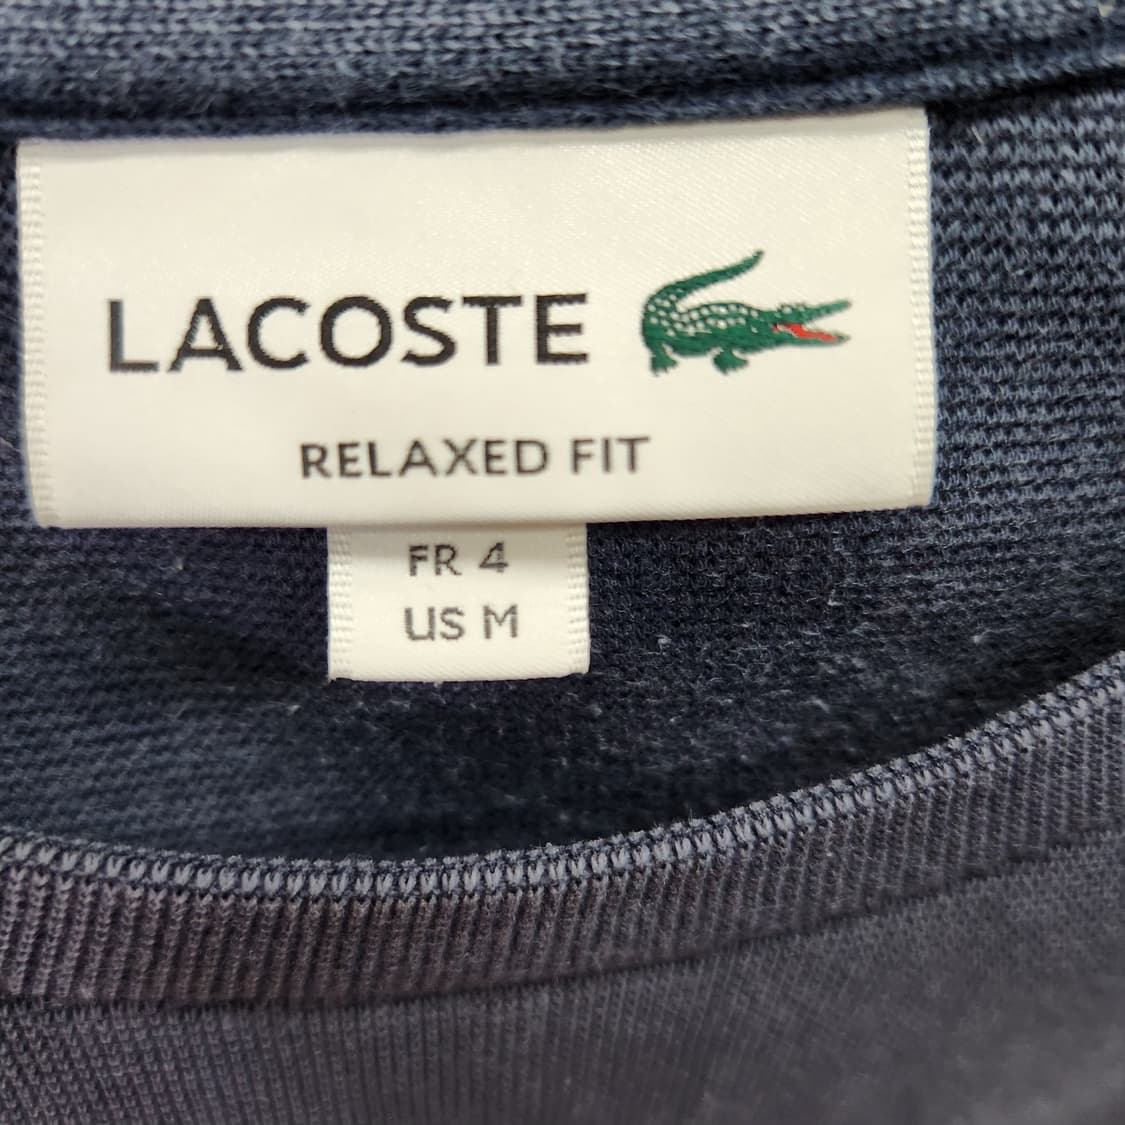 LACOSTE
RELAXED FIT
FR 4
US M